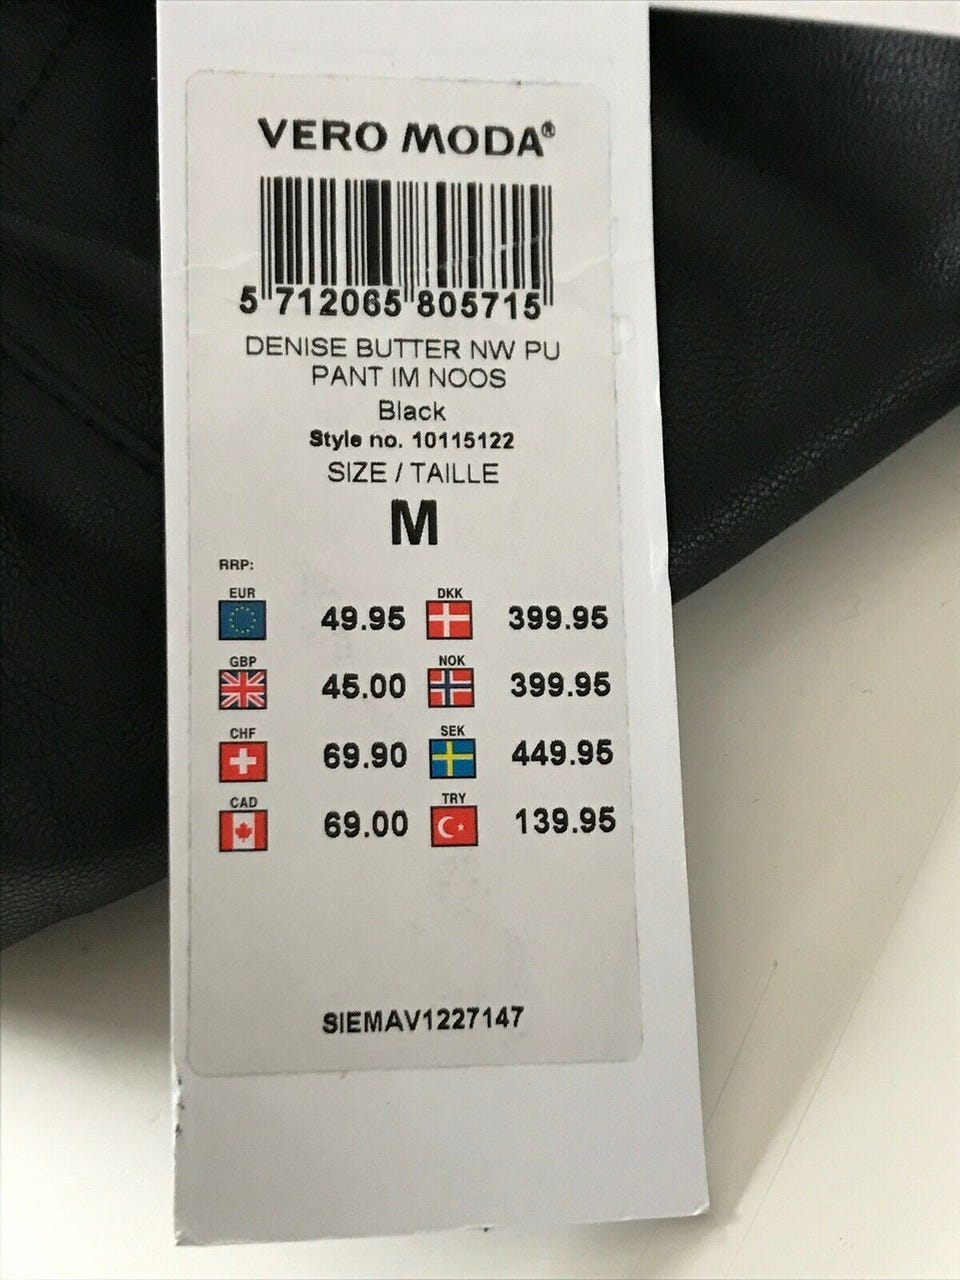 VERO MODA®
5 712065 805715
DENISE BUTTER NW PU
PANT IM NOOS
Black
Style no. 10115122
SIZE / TAILLE
M
RRP:
EUR 49.95 DKK 399.95
GBP 45.00 NOK 399.95
CHF 69.90 SEK 449.95
CAD 69.00 TRY 139.95
SIEMAV1227147